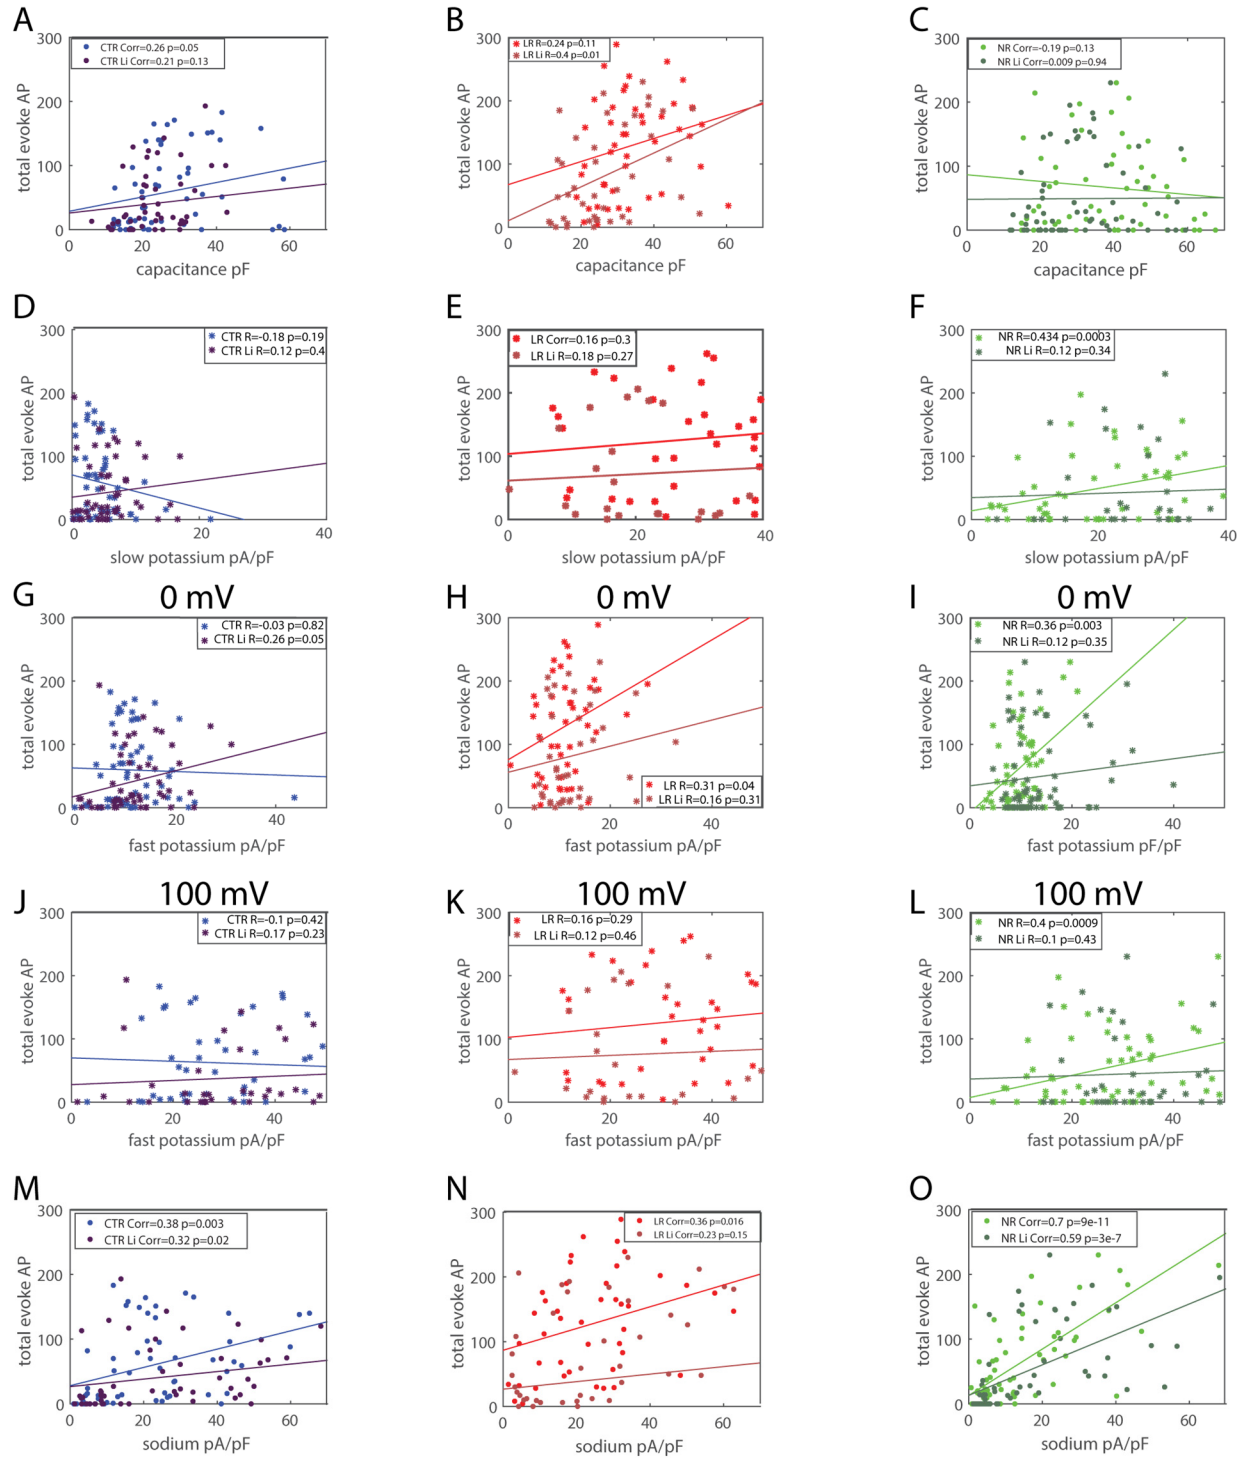 A
300
200
100
0
0
20
40
60
total evoke AP
capacitance pF
CTR Corr=0.26 p=0.05
CTR Li Corr=0.21 p=0.13
B
300
200
100
0
0
20
40
60
total evoke AP
capacitance pF
LR R=0.24 p=0.11
LR Li R=0.4 p=0.01
C
300
200
100
0
0
20
40
60
total evoke AP
capacitance pF
NR Corr=-0.19 p=0.13
NR Li Corr=0.009 p=0.94
D
300
200
100
0
0
20
40
total evoke AP
slow potassium pA/pF
CTR R=-0.18 p=0.19
CTR Li R=0.12 p=0.4
E
300
200
100
0
0
20
40
total evoke AP
slow potassium pA/pF
LR Corr=0.16 p=0.3
LR Li R=0.18 p=0.27
F
300
200
100
0
0
20
40
total evoke AP
slow potassium pA/pF
NR R=0.434 p=0.0003
NR Li R=0.12 p=0.34
G
0 mV
300
200
100
0
0
20
40
total evoke AP
fast potassium pA/pF
CTR R=-0.03 p=0.82
CTR Li R=0.26 p=0.05
H
0 mV
300
200
100
0
0
20
40
total evoke AP
fast potassium pA/pF
LR R=0.31 p=0.04
LR Li R=0.16 p=0.31
I
0 mV
300
200
100
0
0
20
40
total evoke AP
fast potassium pF/pF
NR R=0.36 p=0.003
NR Li R=0.12 p=0.35
J
100 mV
300
200
100
0
0
20
40
total evoke AP
fast potassium pA/pF
CTR R=-0.1 p=0.42
CTR Li R=0.17 p=0.23
K
100 mV
300
200
100
0
0
20
40
total evoke AP
fast potassium pA/pF
LR R=0.16 p=0.29
LR Li R=0.12 p=0.46
L
100 mV
300
200
100
0
0
20
40
total evoke AP
fast potassium pA/pF
NR R=0.4 p=0.0009
NR Li R=0.1 p=0.43
M
300
200
100
0
0
20
40
60
total evoke AP
sodium pA/pF
CTR Corr=0.38 p=0.003
CTR Li Corr=0.32 p=0.02
N
300
200
100
0
0
20
40
60
total evoke AP
sodium pA/pF
LR Corr=0.36 p=0.016
LR Li Corr=0.23 p=0.15
O
300
200
100
0
0
20
40
60
total evoke AP
sodium pA/pF
NR Corr=0.7 p=9e-11
NR Li Corr=0.59 p=3e-7